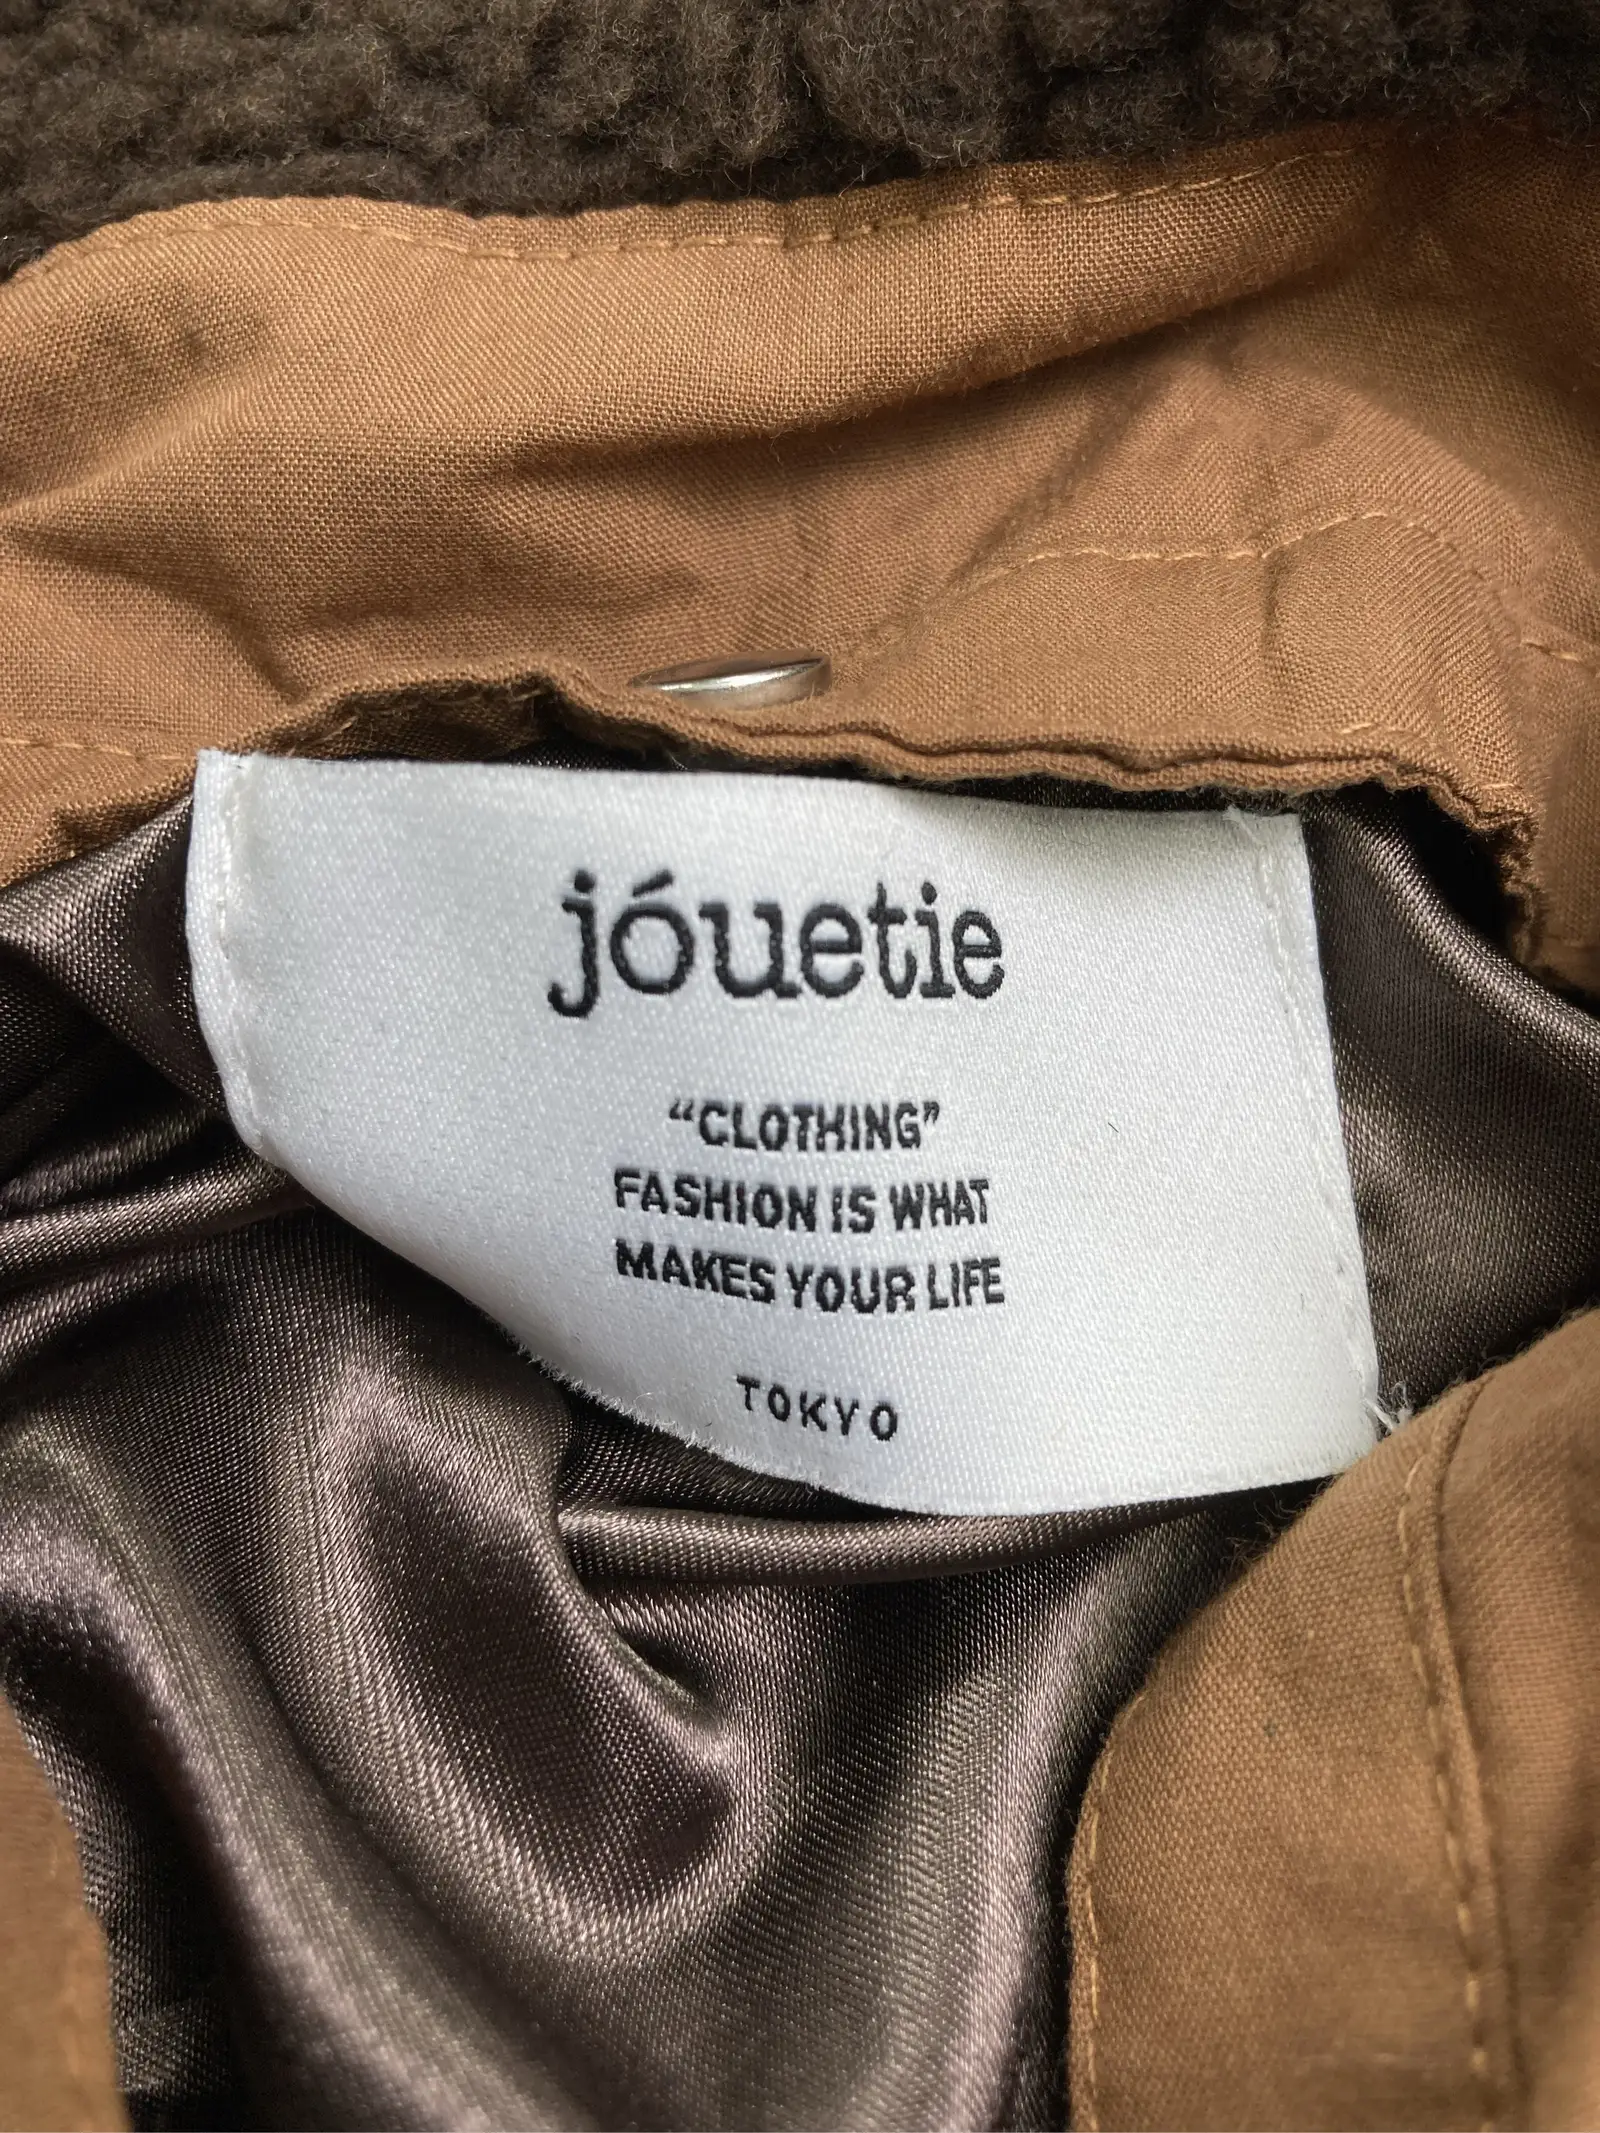 jóuetie
“CLOTHING”
FASHION IS WHAT
MAKES YOUR LIFE
TOKYO